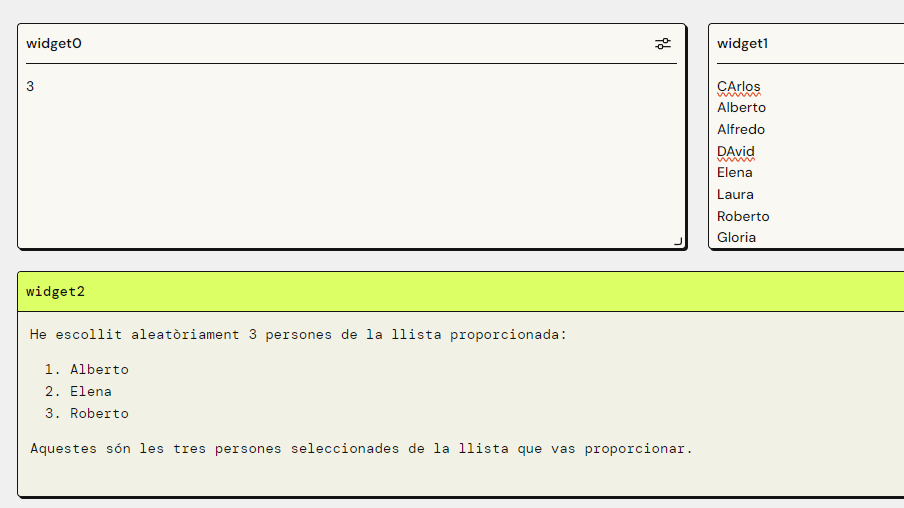 widget0
3
widget1
CArlos
Alberto
Alfredo
DAvid
Elena
Laura
Roberto
Gloria
widget2
He escollit aleatòriament 3 persones de la llista proporcionada:
1. Alberto
2. Elena
3. Roberto
Aquestes són les tres persones seleccionades de la llista que vas proporcionar.